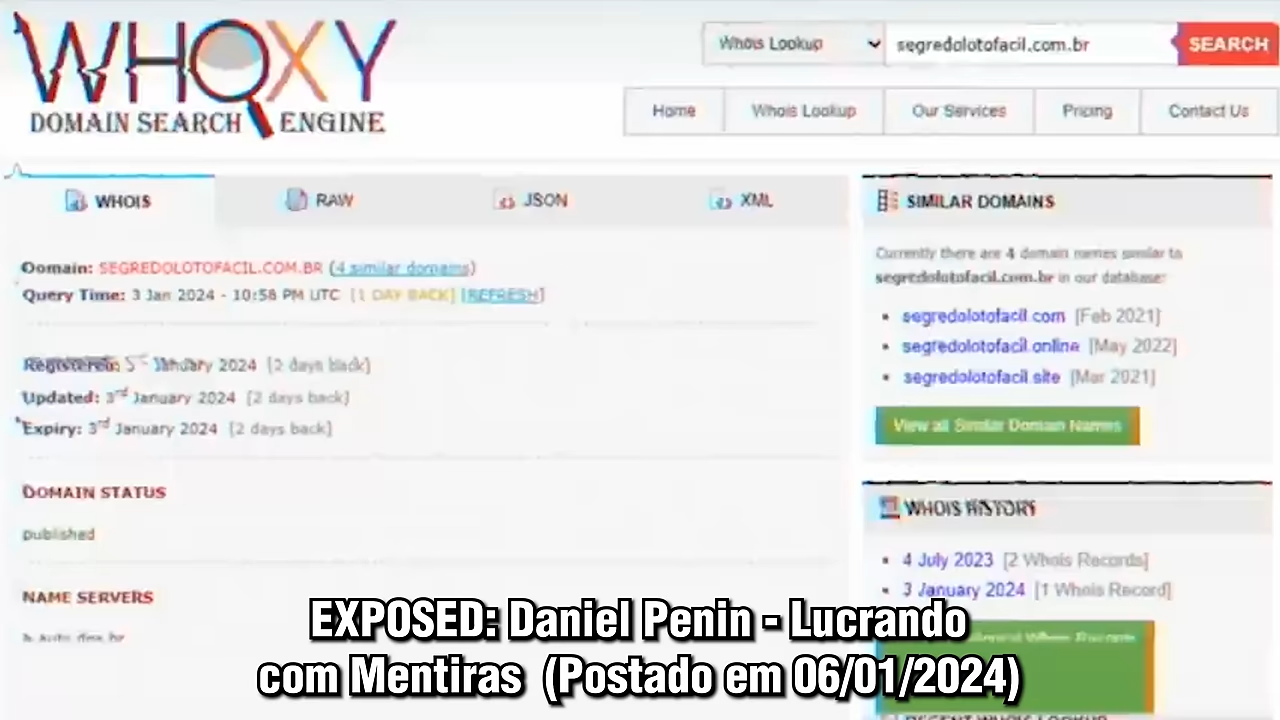 WHOXY
DOMAIN SEARCH ENGINE
Whois Lookup
segredolotofacil.com.br
SEARCH
Home
Whois Lookup
Our Services
Pricing
Contact Us
WHOIS
RAW
JSON
XML
Domain: SEGREDOLOTOFACIL.COM.BR (4 similar domains)
Query Time: 3 Jan 2024 - 10:58 PM UTC [1 DAY BACK] [REFRESH]
Registered: January 2024 [2 days back]
Updated: 3rd January 2024 [2 days back]
Expiry: 3rd January 2024 [2 days back]
DOMAIN STATUS
published
NAME SERVERS
SIMILAR DOMAINS
Currently there are 4 domain names similar to
segredolotofacil.com.br in our database:
segredolotofacil.com [Feb 2021]
segredolotofacil.online [May 2022]
segredolotofacil.site [Mar 2021]
View all Similar Domain Names
WHOIS HISTORY
4 July 2023 [2 Whois Records]
3 January 2024 [1 Whois Record]
RECENT WHOIS LOOKUP
EXPOSED: Daniel Penin - Lucrando
com Mentiras (Postado em 06/01/2024)